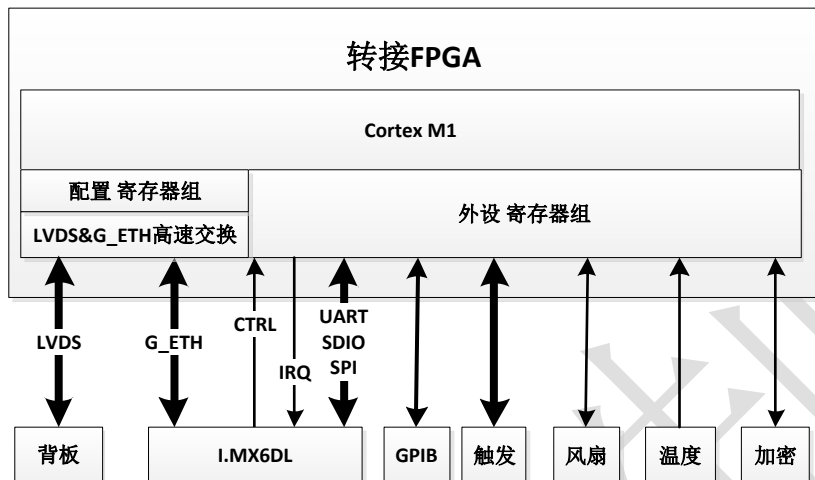 转接FPGA
Cortex M1
配置 寄存器组
外设 寄存器组
LVDS&G_ETH高速交换
LVDS
G_ETH
CTRL
IRQ
UART
SDIO
SPI
背板
I.MX6DL
GPIB
触发
风扇
温度
加密